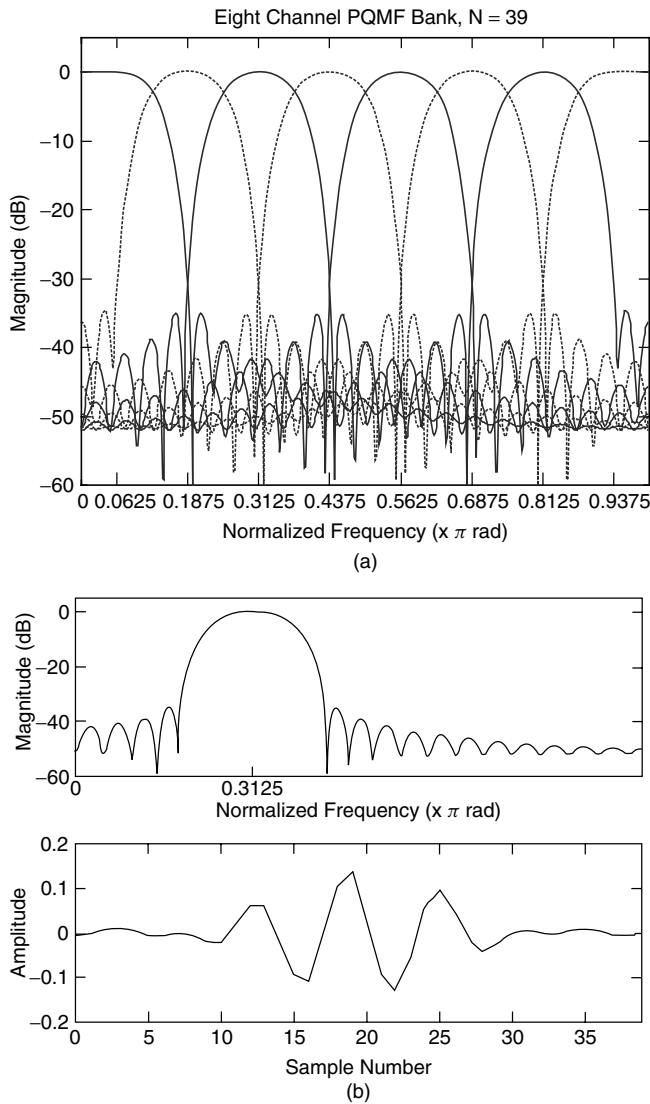 Eight Channel PQMF Bank, N = 39
0
−10
−20
−30
−40
−50
−60
Magnitude (dB)
0 0.0625 0.1875 0.3125 0.4375 0.5625 0.6875 0.8125 0.9375
Normalized Frequency (x π rad)
(a)
0
−20
−40
−60
Magnitude (dB)
0 0.3125
Normalized Frequency (x π rad)
0.2
0.1
0
−0.1
−0.2
Amplitude
0 5 10 15 20 25 30 35
Sample Number
(b)